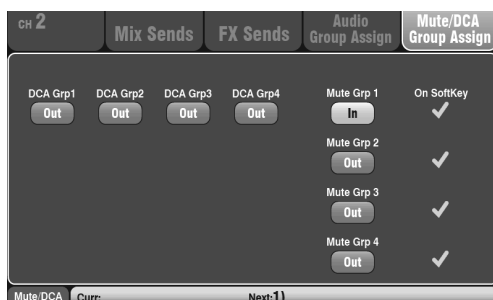 CH 2
Mix Sends
FX Sends
Audio
Group Assign
Mute/DCA
Group Assign
DCA Grp1 DCA Grp2 DCA Grp3 DCA Grp4 Mute Grp 1 On SoftKey
Out Out Out Out In
Mute Grp 2
Out
Mute Grp 3
Out
Mute Grp 4
Out
Mute/DCA Curr: Next:1)